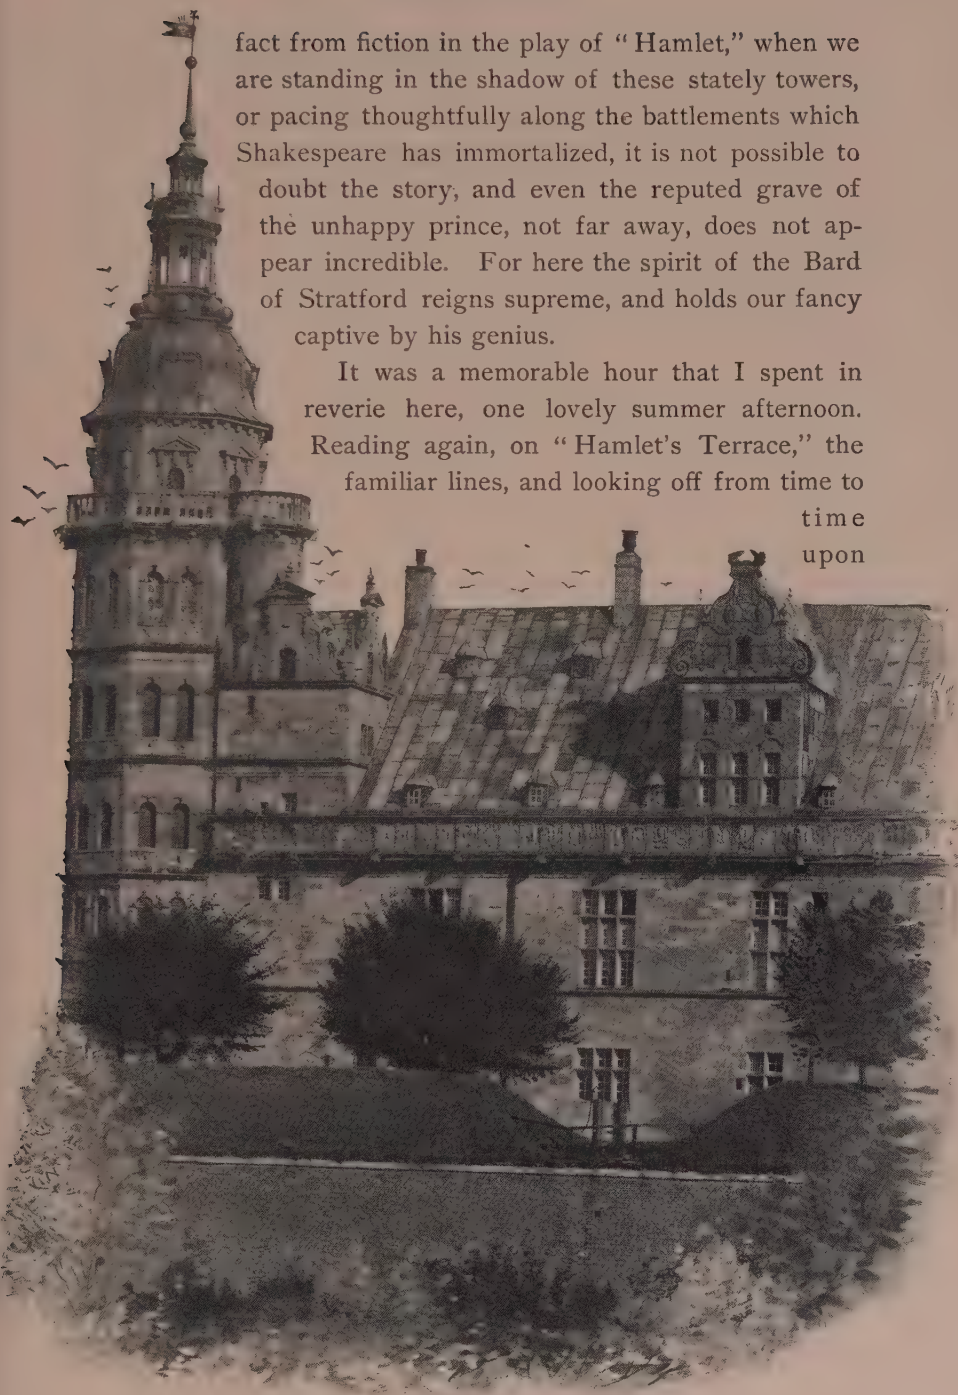 fact from fiction in the play of “ Hamlet,” when we
are standing in the shadow of these stately towers,
or pacing thoughtfully along the battlements which
Shakespeare has immortalized, it is not possible to
doubt the story, and even the reputed grave of
the unhappy prince, not far away, does not ap-
pear incredible. For here the spirit of the Bard
of Stratford reigns supreme, and holds our fancy
captive by his genius.
It was a memorable hour that I spent in
reverie here, one lovely summer afternoon.
Reading again, on “ Hamlet's Terrace,” the
familiar lines, and looking off from time to
time
upon